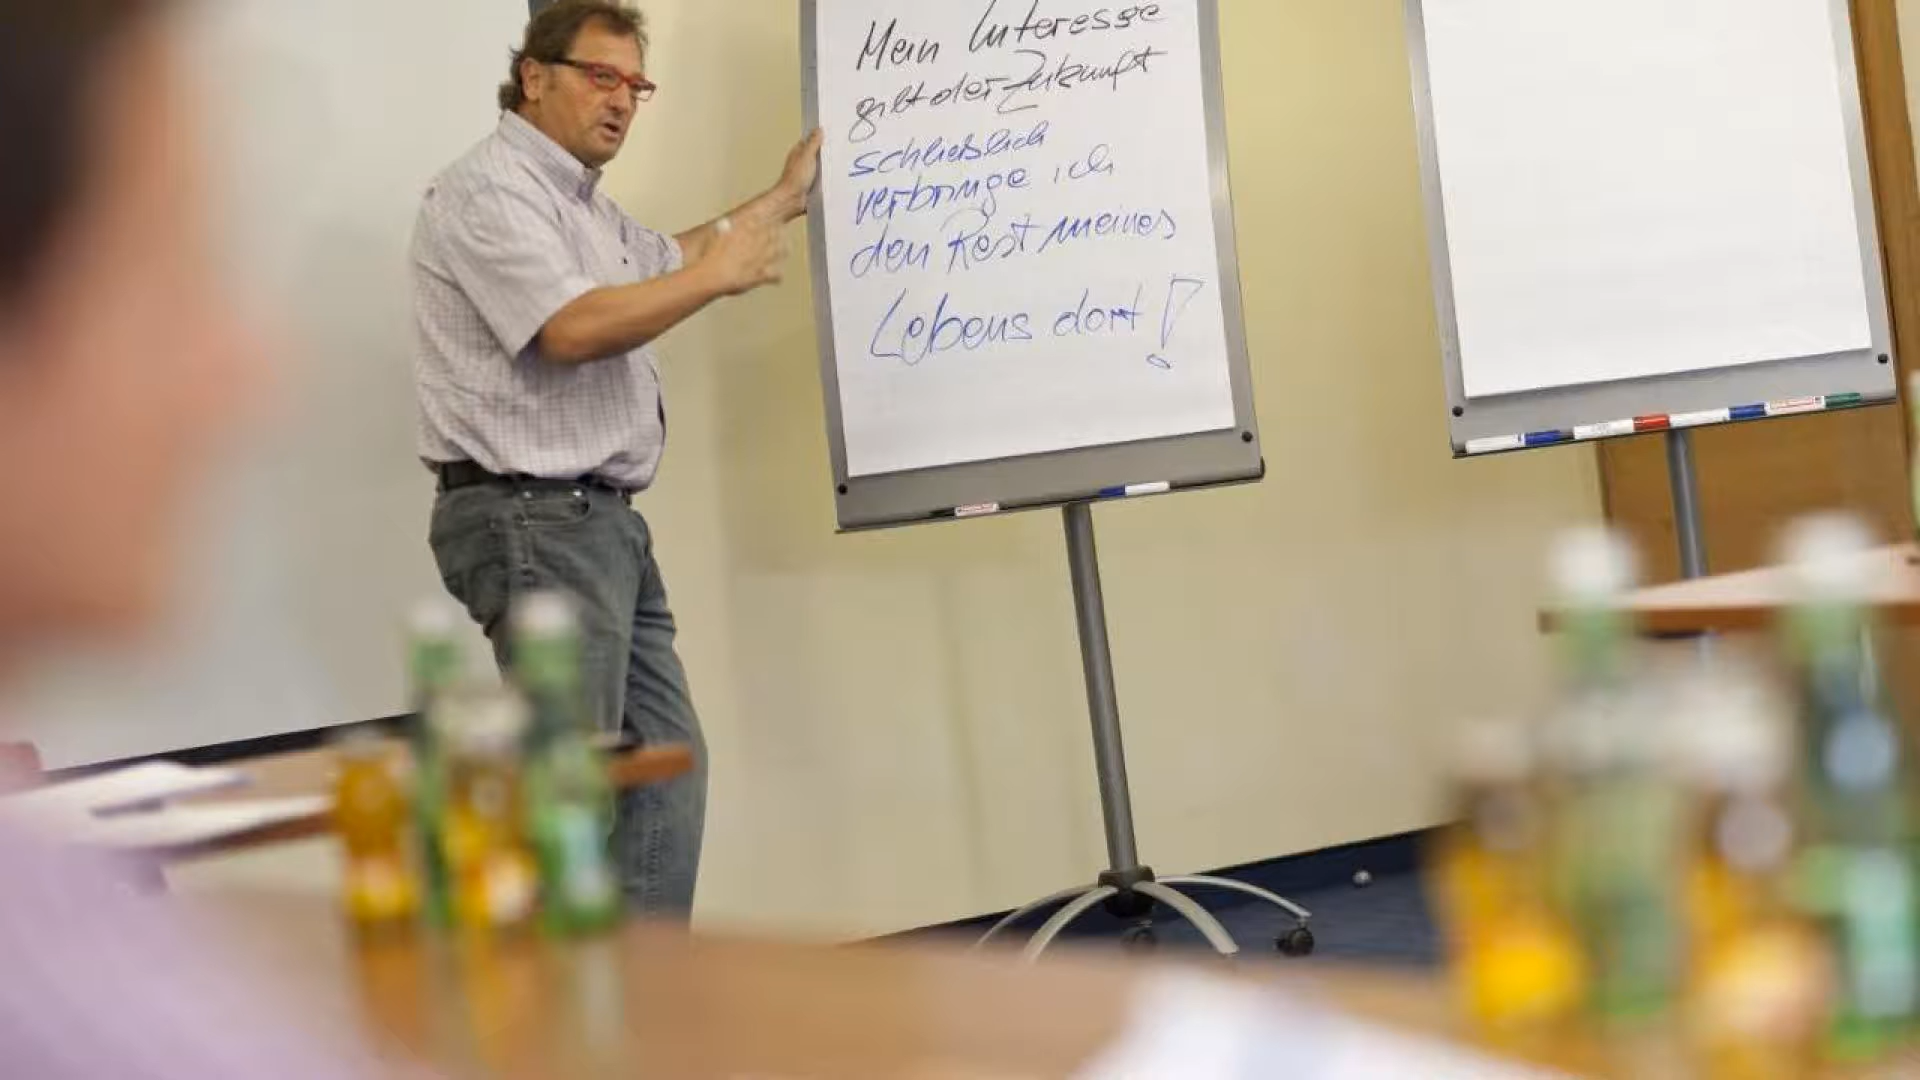 Mein Interesse
gilt der Zukunft
schließlich
verbringe ich
den Rest meines
Lebens dort!